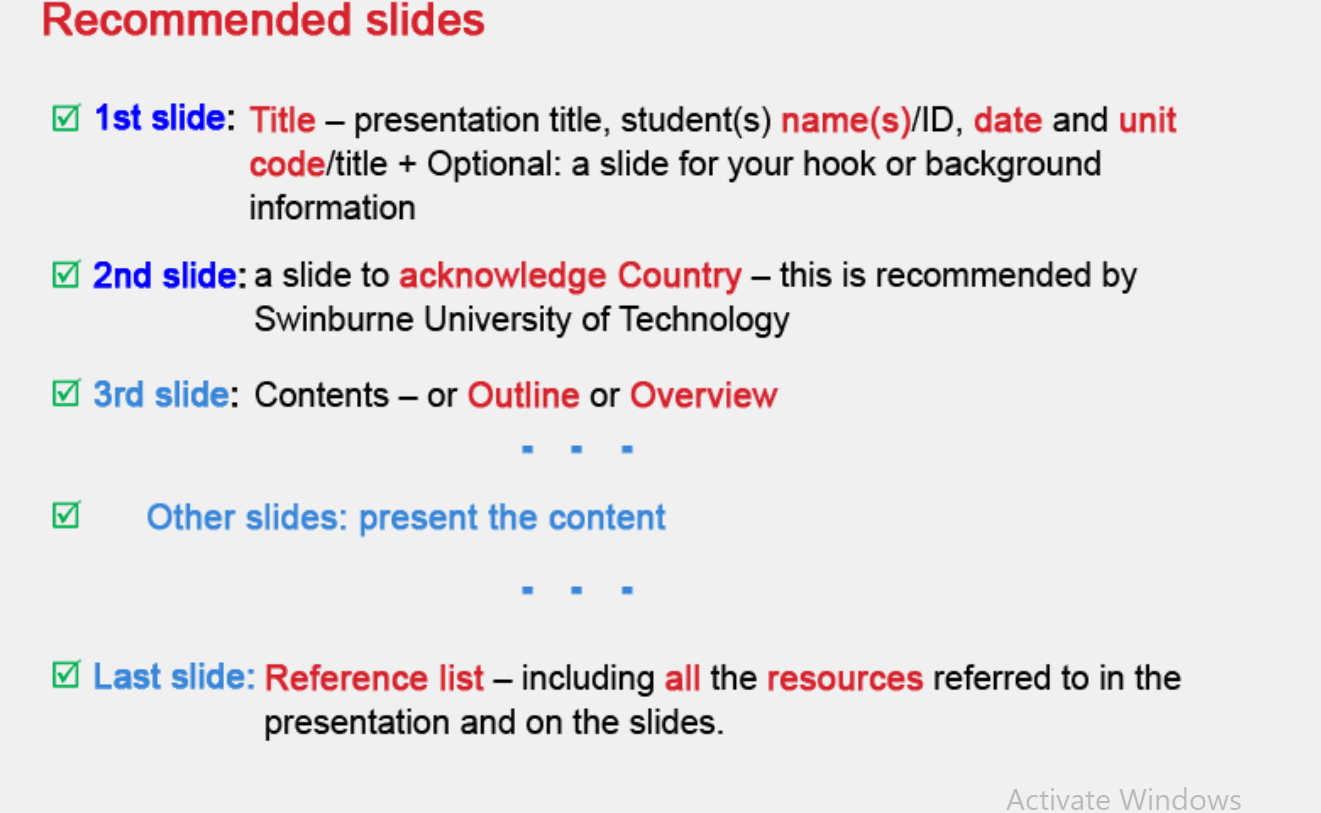 Recommended slides
1st slide: Title – presentation title, student(s) name(s)/ID, date and unit
code/title + Optional: a slide for your hook or background
information
2nd slide: a slide to acknowledge Country – this is recommended by
Swinburne University of Technology
3rd slide: Contents – or Outline or Overview
Other slides: present the content
Last slide: Reference list – including all the resources referred to in the
presentation and on the slides.
Activate Windows